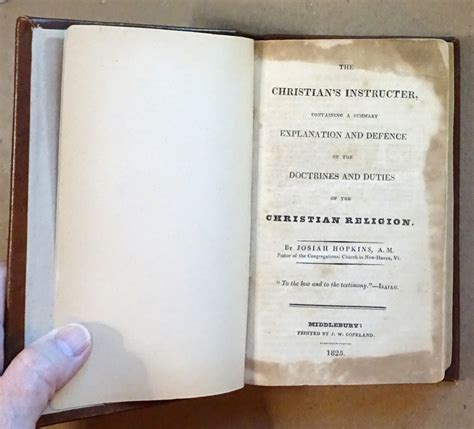 THE
CHRISTIAN'S INSTRUCTER,
CONTAINING A SUMMARY
EXPLANATION AND DEFENCE
OF THE
DOCTRINES AND DUTIES
OF THE
CHRISTIAN RELIGION.
BY JOSIAH HOPKINS, A. M.
Pastor of the Congregational Church in New-Haven, Vt.
"To the law and to the testimony."—ISAIAH.
MIDDLEBURY:
PRINTED BY J. W. COPELAND.
1825.